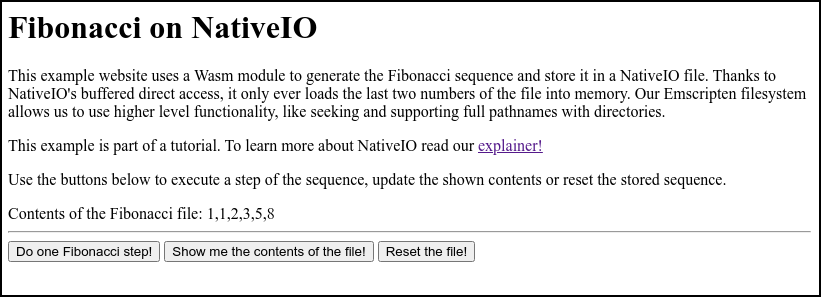 Fibonacci on NativeIO
This example website uses a Wasm module to generate the Fibonacci sequence and store it in a NativeIO file. Thanks to
NativeIO's buffered direct access, it only ever loads the last two numbers of the file into memory. Our Emscripten filesystem
allows us to use higher level functionality, like seeking and supporting full pathnames with directories.
This example is part of a tutorial. To learn more about NativeIO read our explainer!
Use the buttons below to execute a step of the sequence, update the shown contents or reset the stored sequence.
Contents of the Fibonacci file: 1,1,2,3,5,8
Do one Fibonacci step! Show me the contents of the file! Reset the file!